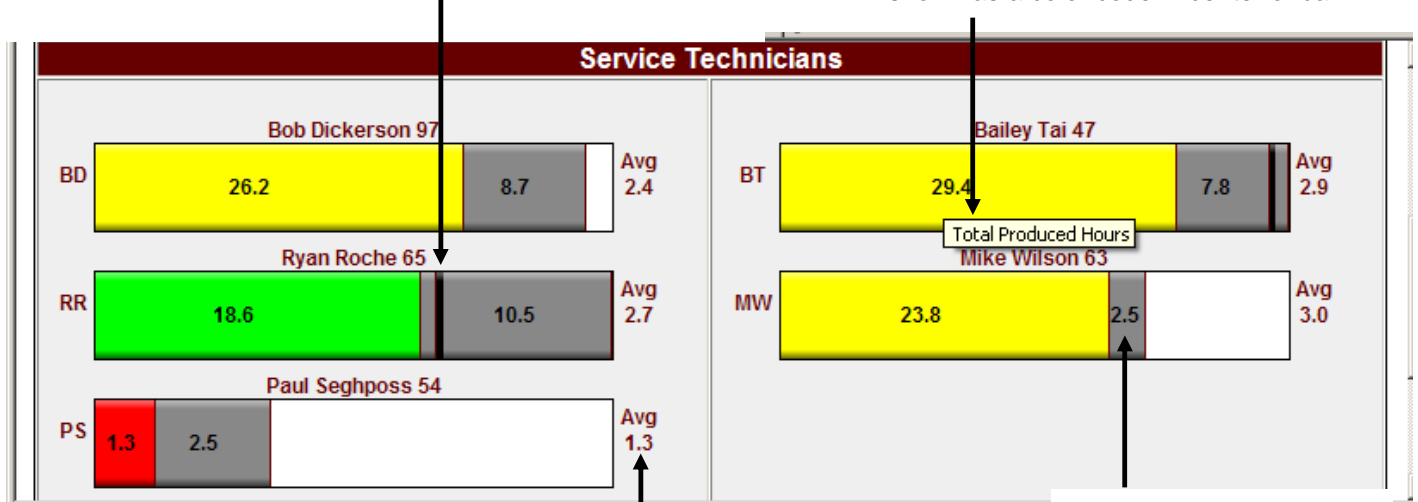 Service Technicians
Bob Dickerson 97
BD 26.2 8.7 Avg 2.4
Ryan Roche 65
RR 18.6 10.5 Avg 2.7
Paul Seghposs 54
PS 1.3 2.5 Avg 1.3
Bailey Tai 47
BT 29.4 7.8 Avg 2.9
Total Produced Hours
Mike Wilson 63
MW 23.8 2.5 Avg 3.0